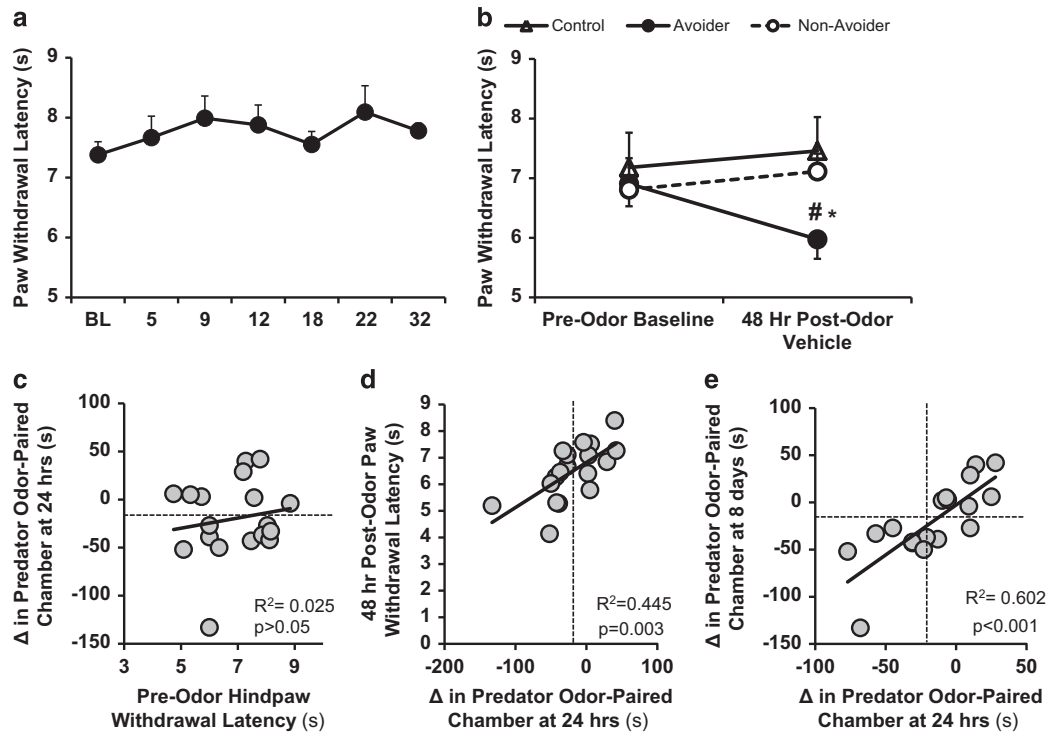 a
Paw Withdrawal Latency (s)
9
8
7
6
5
BL 5 9 12 18 22 32
b
Control Avoider Non-Avoider
Paw Withdrawal Latency (s)
9
8
7
6
5
# *
Pre-Odor Baseline 48 Hr Post-Odor
Vehicle
c
Δ in Predator Odor-Paired
Chamber at 24 hrs (s)
100
50
0
-50
-100
-150
R²= 0.025
p>0.05
3 5 7 9
Pre-Odor Hindpaw
Withdrawal Latency (s)
d
48 hr Post-Odor Paw
Withdrawal Latency (s)
9
8
7
6
5
4
3
2
1
0
R²=0.445
p=0.003
-200 -100 0 100
Δ in Predator Odor-Paired
Chamber at 24 hrs (s)
e
Δ in Predator Odor-Paired
Chamber at 8 days (s)
100
50
0
-50
-100
-150
R²= 0.602
p<0.001
-100 -50 0 50
Δ in Predator Odor-Paired
Chamber at 24 hrs (s)